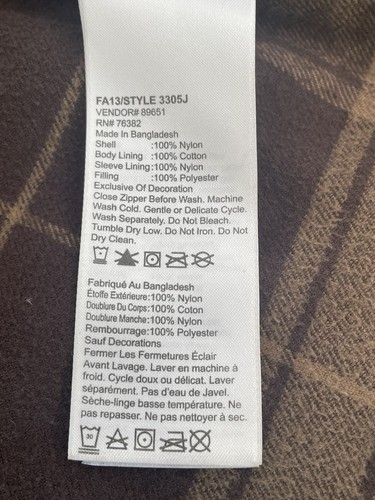 FA13/STYLE 3305J
VENDOR# 89651
RN# 76382
Made In Bangladesh
Shell :100% Nylon
Body Lining :100% Cotton
Sleeve Lining :100% Nylon
Filling :100% Polyester
Exclusive Of Decoration
Close Zipper Before Wash. Machine
Wash Cold. Gentle or Delicate Cycle.
Wash Separately. Do Not Bleach.
Tumble Dry Low. Do Not Iron. Do Not
Dry Clean.
Fabriqué Au Bangladesh
Étoffe Extérieure:100% Nylon
Doublure Du Corps:100% Coton
Doublure Manche:100% Nylon
Rembourrage:100% Polyester
Sauf Decorations
Fermer Les Fermetures Éclair
Avant Lavage. Laver en machine à
froid. Cycle doux ou délicat. Laver
séparément. Pas d'eau de Javel.
Sèche-linge basse température. Ne
pas repasser. Ne pas nettoyer à sec.
30